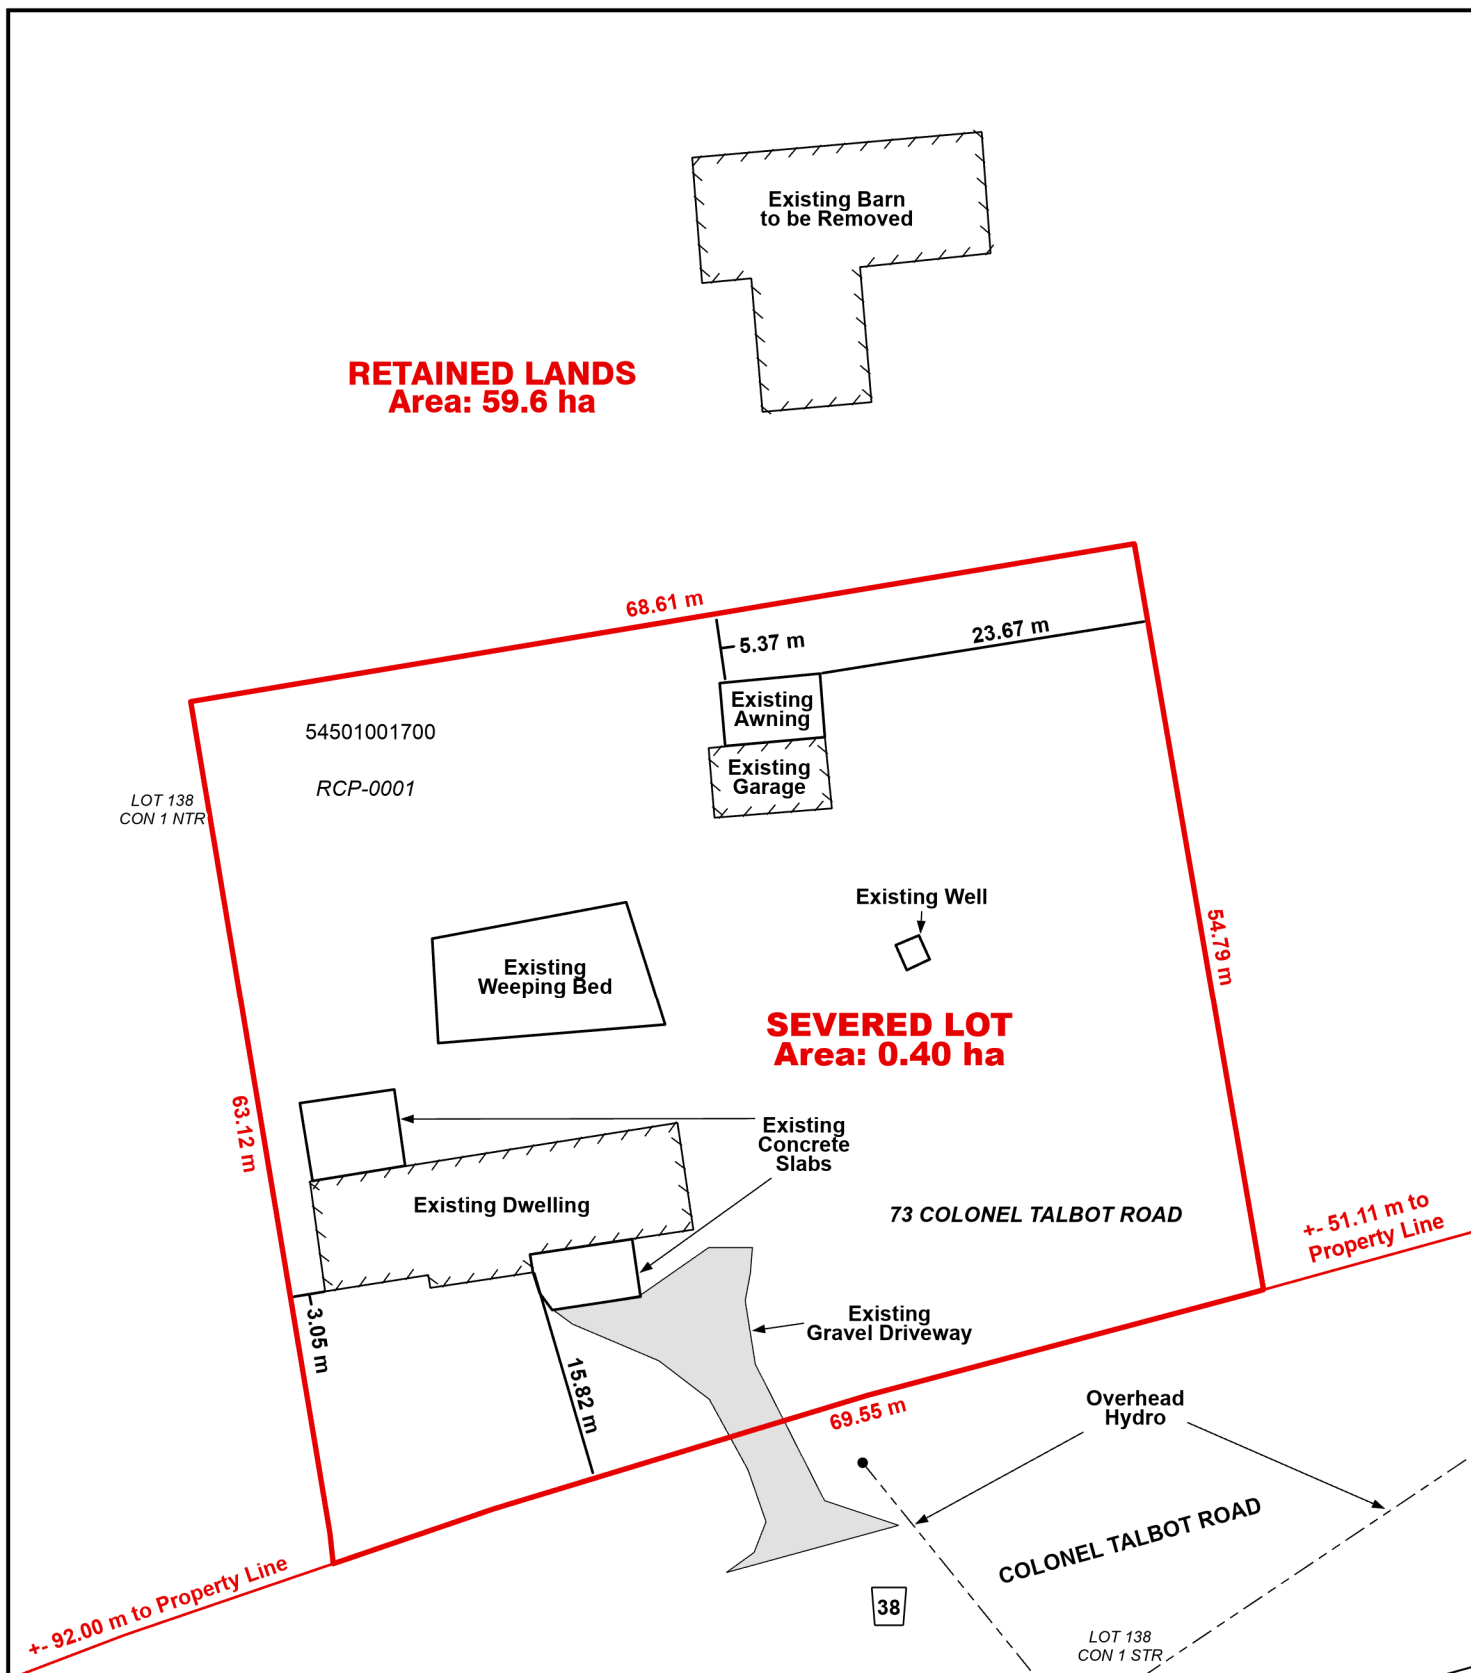 Existing Barn
to be Removed
RETAINED LANDS
Area: 59.6 ha
68.61 m
5.37 m
23.67 m
Existing
Awning
54501001700
Existing
Garage
RCP-0001
LOT 138
CON 1 NTR
Existing Well
54.79 m
Existing
Weeping Bed
SEVERED LOT
Area: 0.40 ha
63.12 m
Existing
Concrete
Slabs
Existing Dwelling
73 COLONEL TALBOT ROAD
+- 51.11 m to
Property Line
3.05 m
Existing
Gravel Driveway
15.82 m
69.55 m
Overhead
Hydro
COLONEL TALBOT ROAD
+- 92.00 m to Property Line
38
LOT 138
CON 1 STR